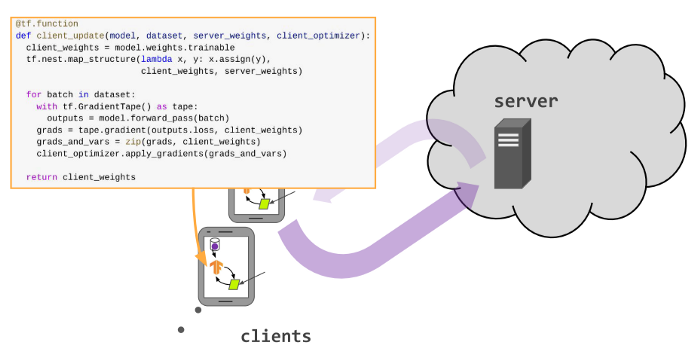 @tf.function
def client_update(model, dataset, server_weights, client_optimizer):
  client_weights = model.weights.trainable
  tf.nest.map_structure(lambda x, y: x.assign(y),
                        client_weights, server_weights)

  for batch in dataset:
    with tf.GradientTape() as tape:
      outputs = model.forward_pass(batch)
    grads = tape.gradient(outputs.loss, client_weights)
    grads_and_vars = zip(grads, client_weights)
    client_optimizer.apply_gradients(grads_and_vars)

  return client_weights
server
clients